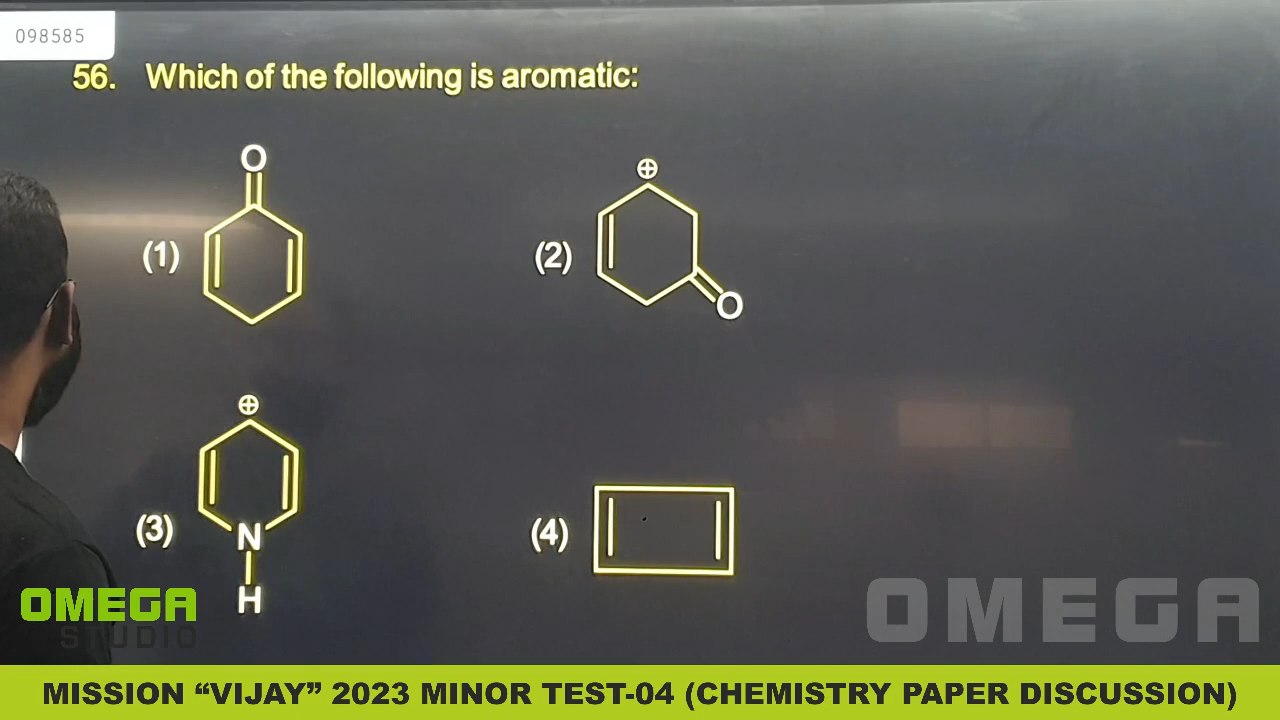 098585
56. Which of the following is aromatic:
O
(1)
⊕
(2)
O
⊕
(3)
N
H
(4)
OMEGA
STUDIO
OMEGA
MISSION “VIJAY” 2023 MINOR TEST-04 (CHEMISTRY PAPER DISCUSSION)